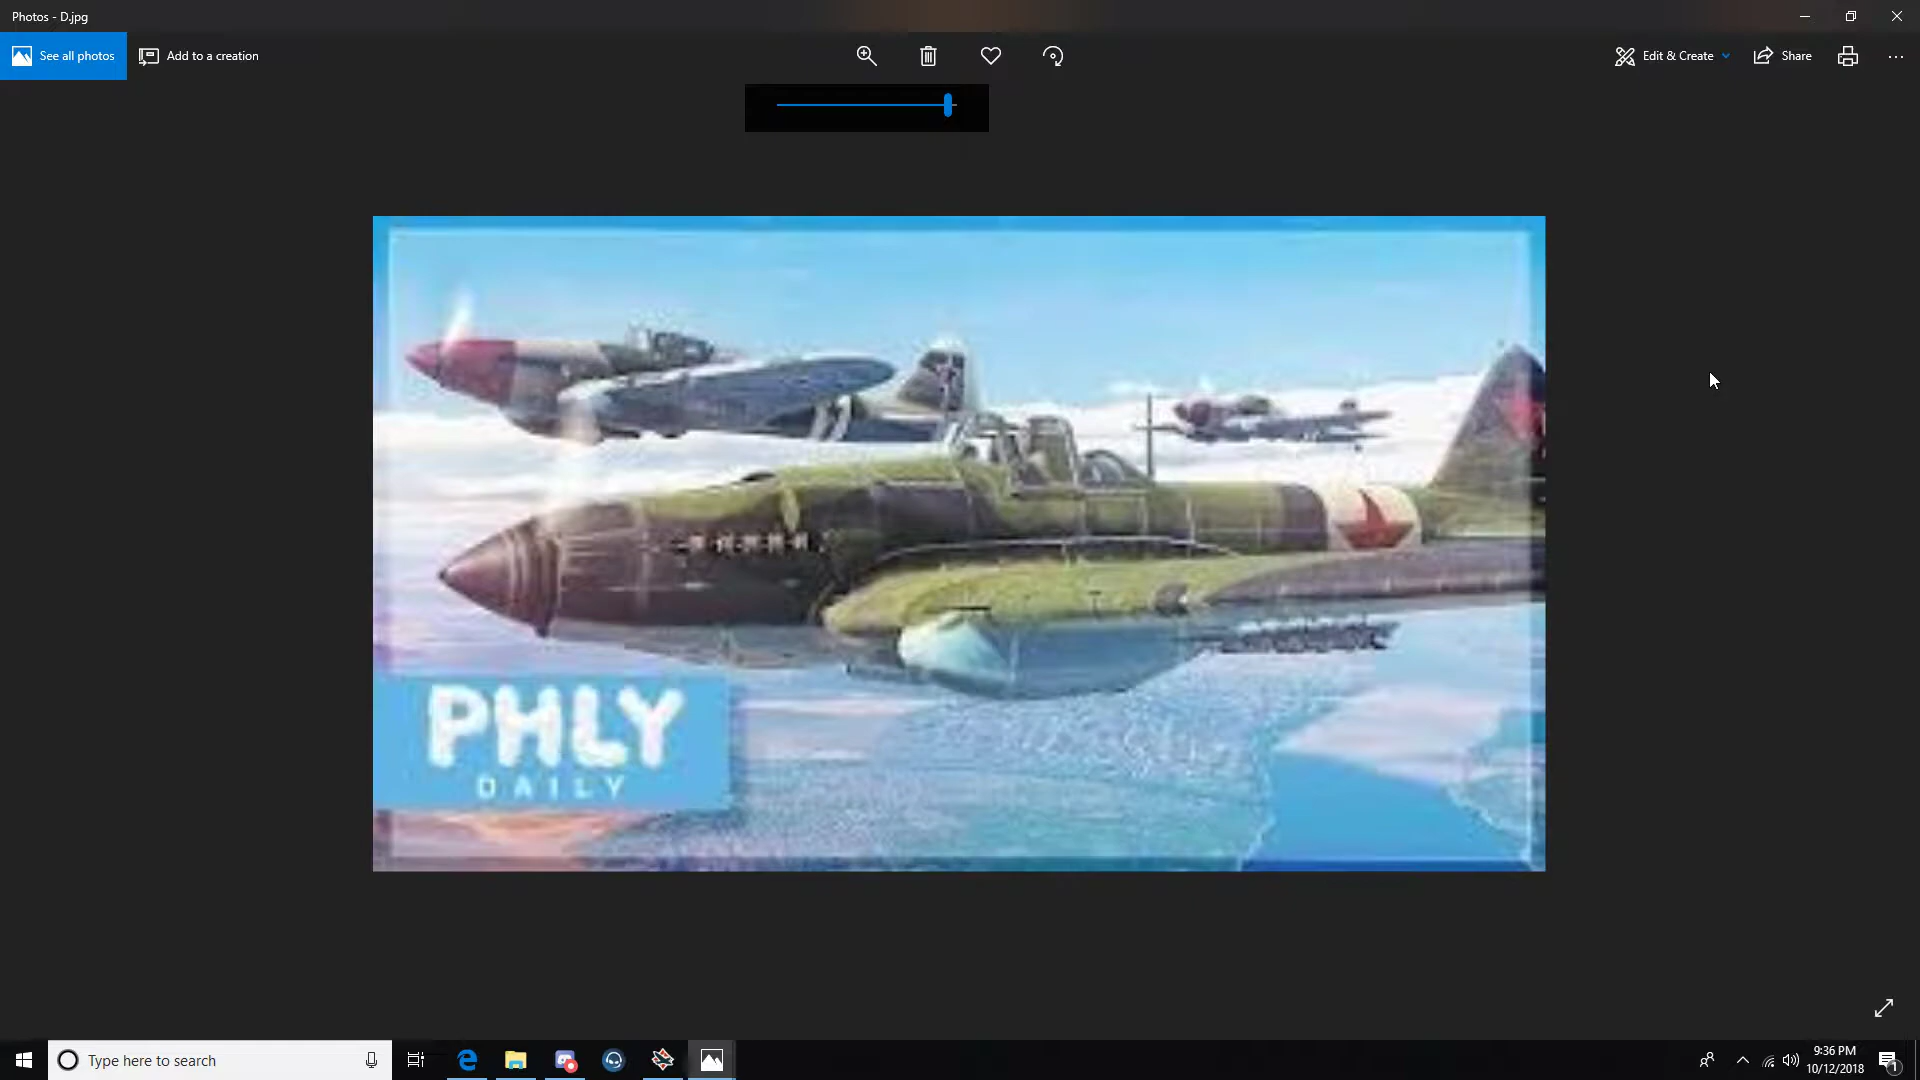 Photos - D.jpg
See all photos
Add to a creation
Edit & Create
Share
PHLY
DAILY
Type here to search
9:36 PM
10/12/2018
1